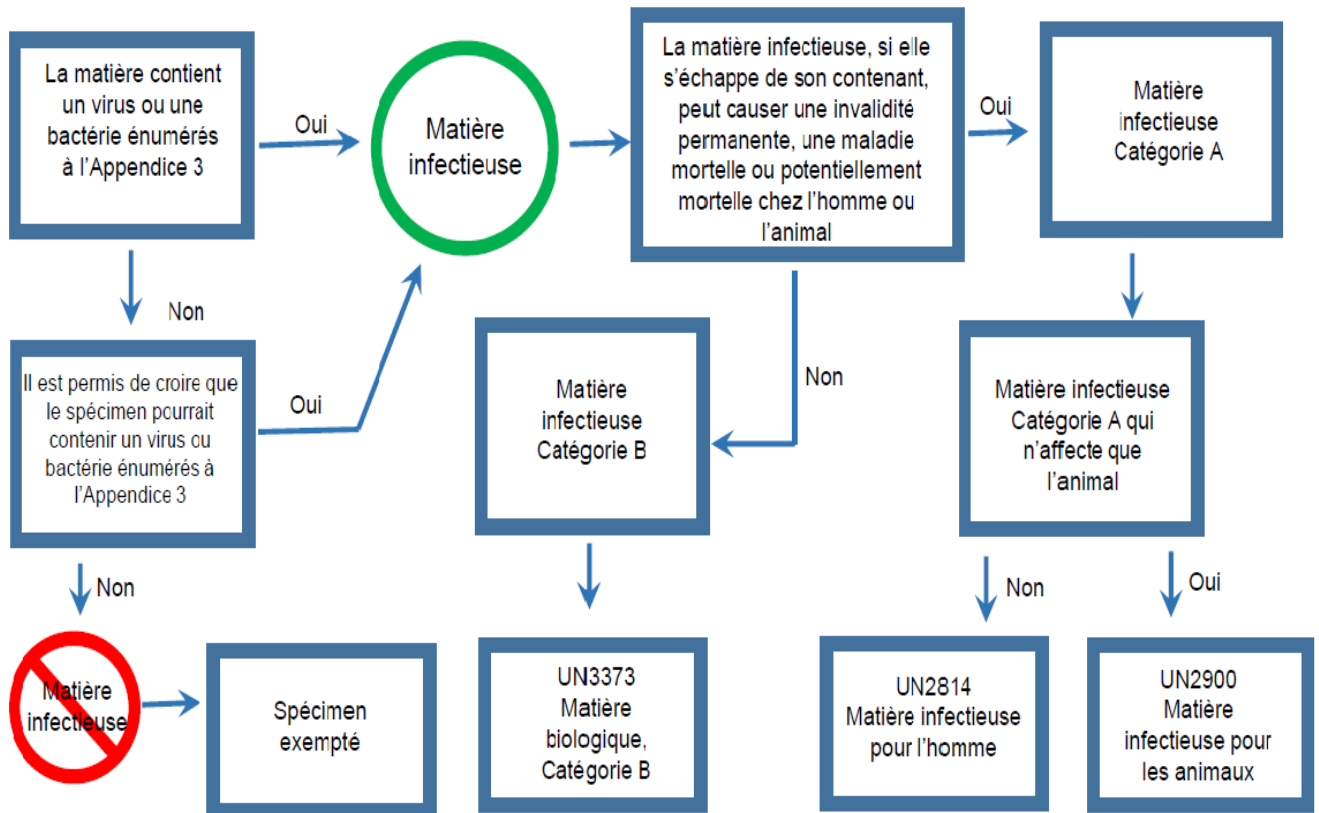 La matière contient
un virus ou une
bactérie énumérés
à l'Appendice 3
Oui
Matière
infectieuse
La matière infectieuse, si elle
s'échappe de son contenant,
peut causer une invalidité
permanente, une maladie
mortelle ou potentiellement
mortelle chez l'homme ou
l'animal
Oui
Matière
infectieuse
Catégorie A
Non
Il est permis de croire que
le spécimen pourrait
contenir un virus ou
bactérie énumérés à
l'Appendice 3
Oui
Matière
infectieuse
Catégorie B
Non
Matière infectieuse
Catégorie A qui
n'affecte que
l'animal
Non
Non
Oui
Matière
infectieuse
Spécimen
exempté
UN3373
Matière
biologique,
Catégorie B
UN2814
Matière infectieuse
pour l'homme
UN2900
Matière
infectieuse pour
les animaux